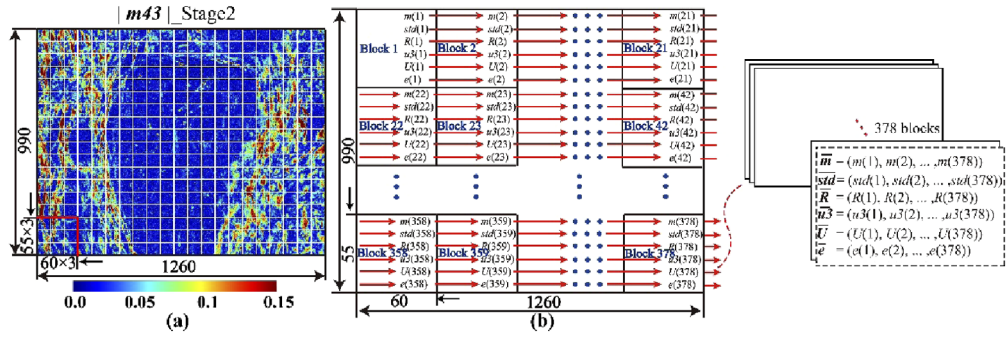 | m43 |_Stage2
990
55×3
60×3
1260
0.0 0.05 0.1 0.15
(a)
990
Block 1
m(1) m(2) m(21)
std(1) std(2) std(21)
R(1) R(2) R(21)
Block 2 Block 21
u3(1) u3(2) u3(21)
U(1) U(2) U(21)
e(1) e(2) e(21)
m(22) m(23) m(42)
std(22) std(23) std(42)
R(22) R(23) R(42)
Block 22 Block 23 Block 42
u3(22) u3(23) u3(42)
U(22) U(23) U(42)
e(22) e(23) e(42)
m(358) m(359) m(378)
std(358) std(359) std(378)
R(358) R(359) R(378)
Block 358 Block 359 Block 378
u3(358) u3(359) u3(378)
U(358) U(359) U(378)
e(358) e(359) e(378)
55
60
1260
(b)
378 blocks
m = (m(1), m(2), ... ,m(378))
std = (std(1), std(2), ... ,std(378))
R = (R(1). R(2), ... ,R(378))
u3 = (u3(1), u3(2), ... ,u3(378))
U = (U(1), U(2), ... ,U(378))
e = (e(1), e(2), ... ,e(378))